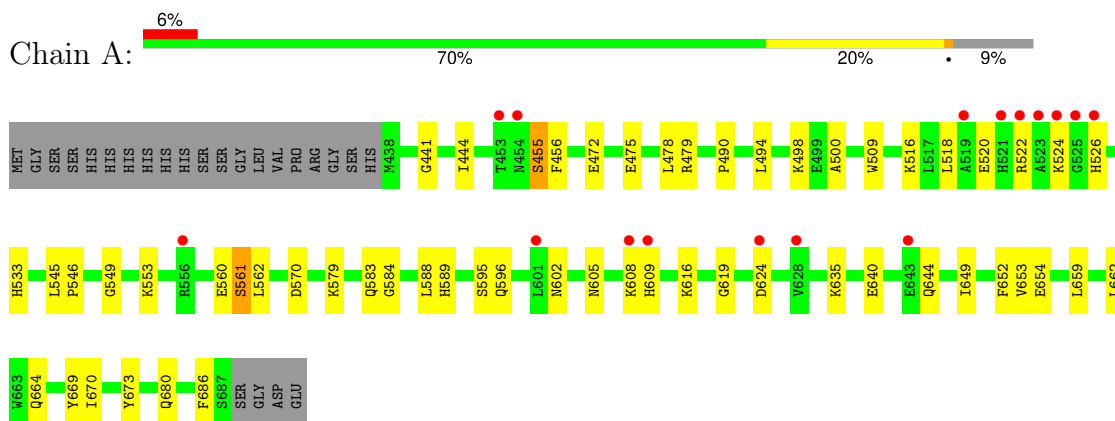 6%
Chain A:
70% 20% • 9%
MET GLY SER SER HIS HIS HIS HIS HIS HIS SER SER GLY LEU VAL PRO ARG GLY SER HIS M438 G441 I444 T453 N454 S455 F456 E472 E475 L478 R479 P490 L494 K498 E499 A500 W509 K516 L517 L518 A519 E520 H521 R522 A523 K524 G525 H526
H533 L545 P546 G549 K553 R556 E560 S561 L562 D570 K579 Q583 G584 L588 H589 S595 Q596 L601 N602 N605 K608 H609 K616 G619 D624 V628 K635 E640 E643 Q644 I649 F652 V653 E654 L659 L662
W663 Q664 Y669 I670 Y673 Q680 F686 S687 SER GLY ASP GLU